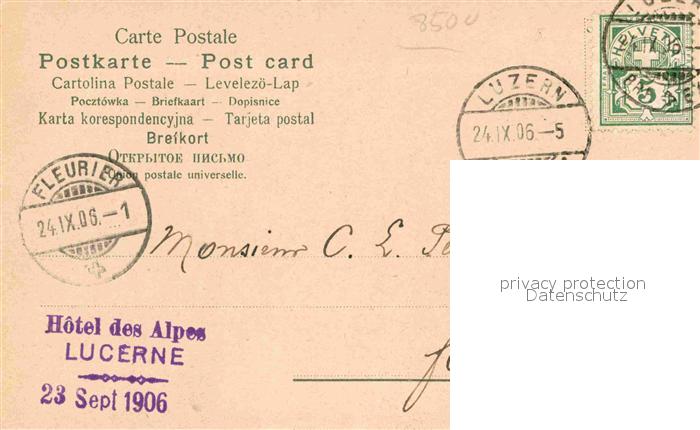 8500
Carte Postale
Postkarte — Post card
Cartolina Postale — Levelezö-Lap
Pocztówka — Briefkaart — Dopisnice
Karta korespondencyjna — Tarjeta postal
Brefkort
Открытое письмо
Union postale universelle.
LUZERN
24.IX.06.—5
HELVETIA
5
FLEURIER
24.IX.06.—1
Monsieur C. E.
privacy protection
Datenschutz
Hôtel des Alpes
LUCERNE
23 Sept 1906